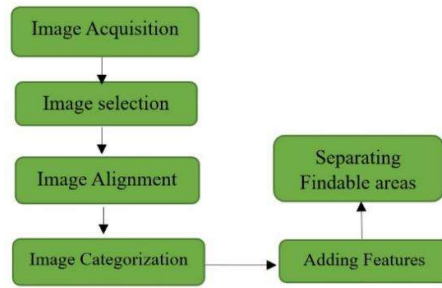 Image Acquisition
Image selection
Image Alignment
Image Categorization
Adding Features
Separating
Findable areas